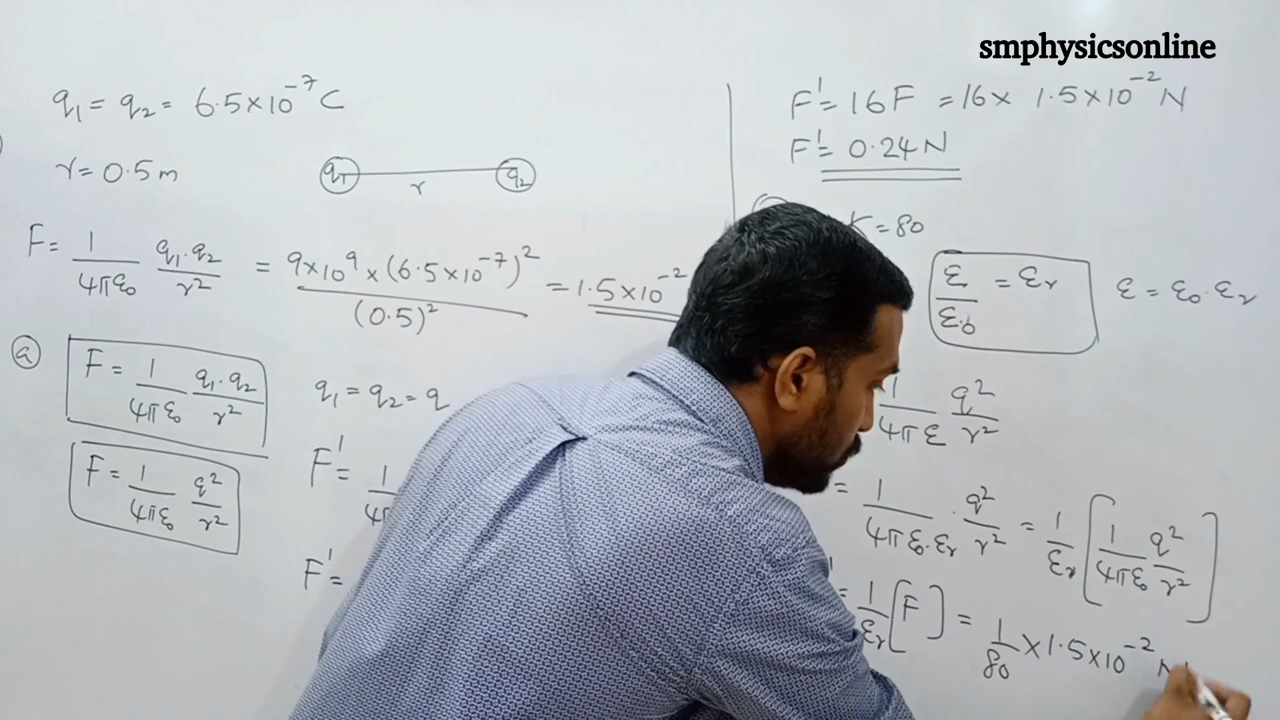 smphysicsonline
q₁ = q₂ = 6.5×10⁻⁷ C
r = 0.5 m
q₁ r q₂
F = 1/4πε₀ q₁·q₂/r² = 9×10⁹×(6.5×10⁻⁷)²/(0.5)² = 1.5×10⁻²
ⓐ F = 1/4πε₀ q₁·q₂/r²
F = 1/4πε₀ q²/r²
q₁ = q₂ = q
F' = 1/4π
F' =
F' = 16F = 16× 1.5×10⁻² N
F' = 0.24 N
K = 80
ε/ε₀ = εr ε = ε₀·εr
1/4πε q²/r²
= 1/4πε₀·εr · q²/r² = 1/εr [1/4πε₀ q²/r²]
= 1/εr [F] = 1/80 × 1.5×10⁻² N